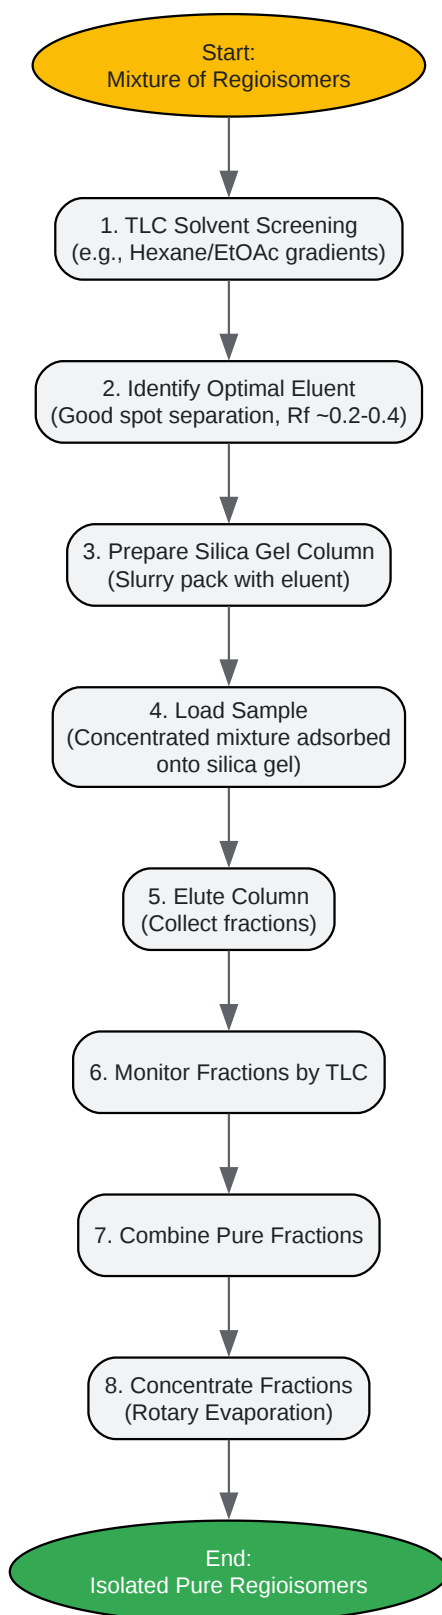 Start:
Mixture of Regioisomers
1. TLC Solvent Screening
(e.g., Hexane/EtOAc gradients)
2. Identify Optimal Eluent
(Good spot separation, Rf ~0.2-0.4)
3. Prepare Silica Gel Column
(Slurry pack with eluent)
4. Load Sample
(Concentrated mixture adsorbed
onto silica gel)
5. Elute Column
(Collect fractions)
6. Monitor Fractions by TLC
7. Combine Pure Fractions
8. Concentrate Fractions
(Rotary Evaporation)
End:
Isolated Pure Regioisomers